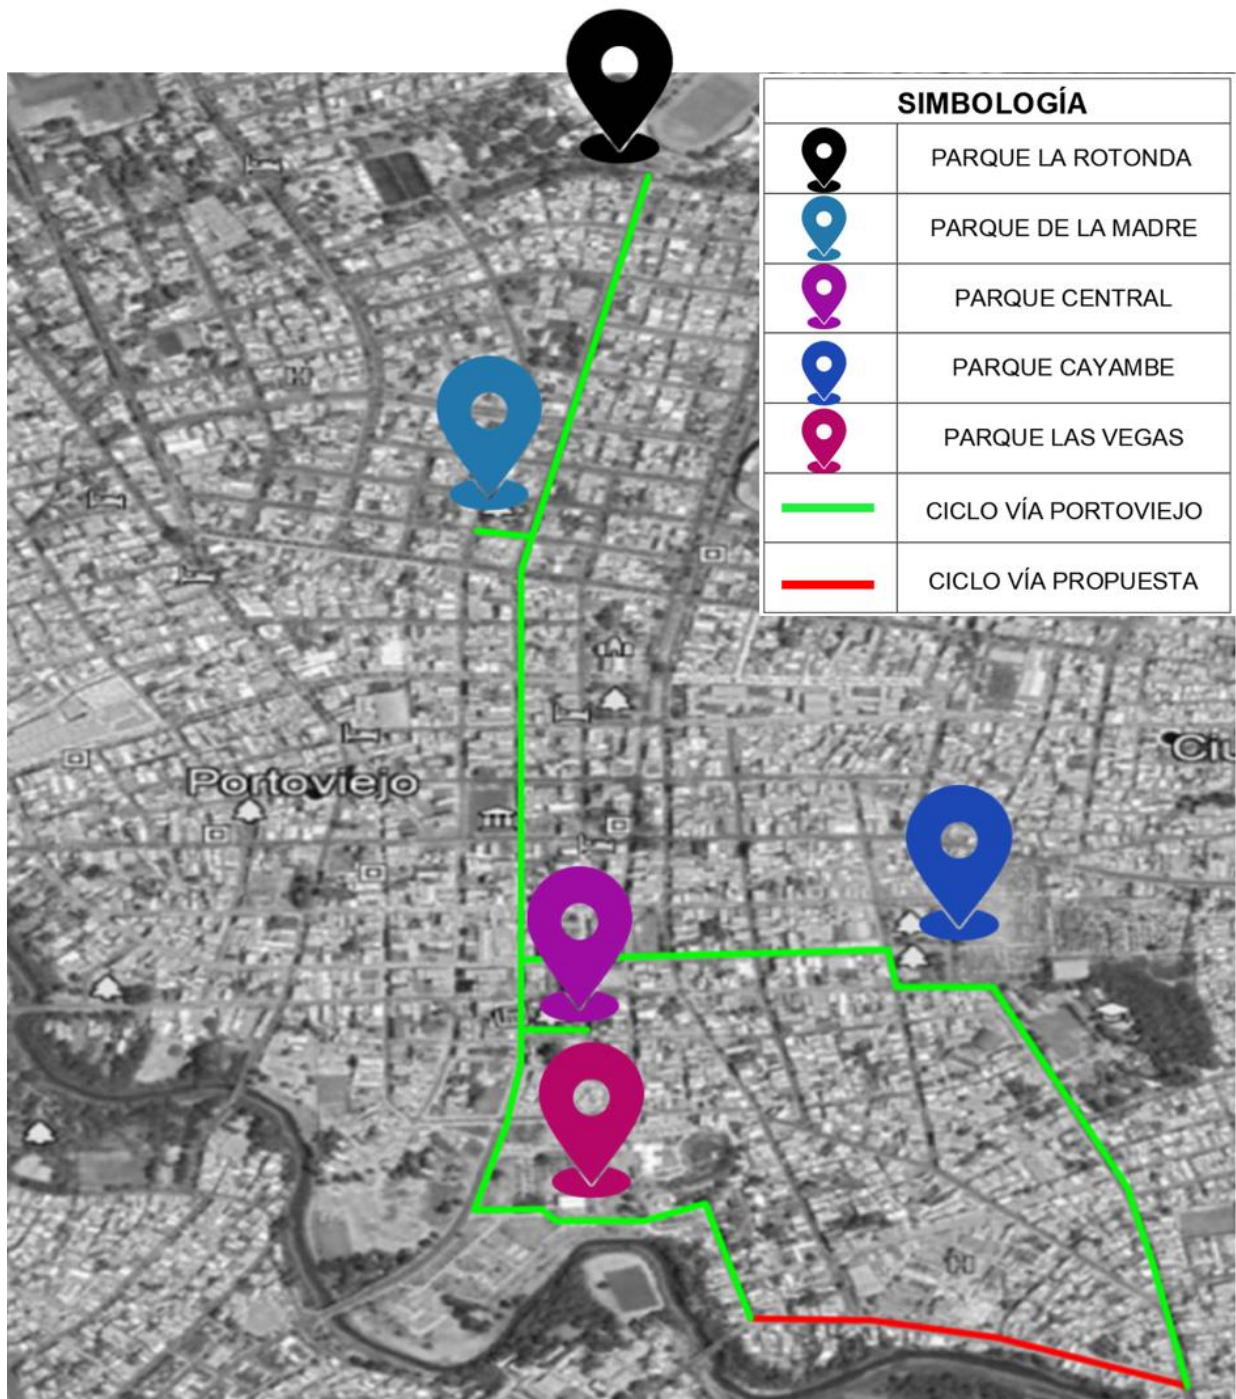 SIMBOLOGÍA
PARQUE LA ROTONDA
PARQUE DE LA MADRE
PARQUE CENTRAL
PARQUE CAYAMBE
PARQUE LAS VEGAS
CICLO VÍA PORTOVIEJO
CICLO VÍA PROPUESTA
H
Ciu
Portoviejo
H